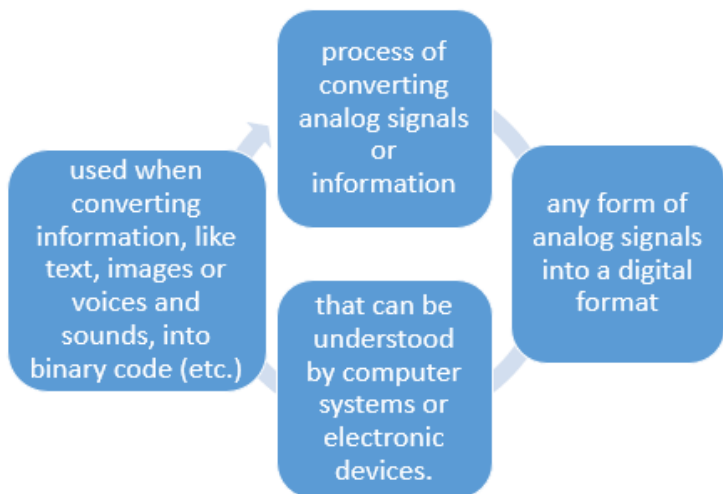 process of
converting
analog signals
or
information
any form of
analog signals
into a digital
format
that can be
understood
by computer
systems or
electronic
devices.
used when
converting
information, like
text, images or
voices and
sounds, into
binary code (etc.)